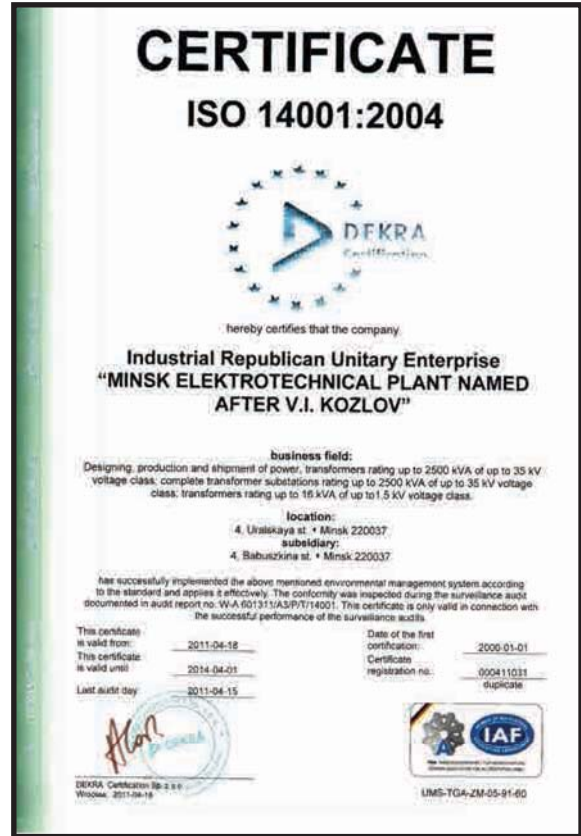 CERTIFICATE
ISO 14001:2004
DEKRA
Certification
hereby certifies that the company
Industrial Republican Unitary Enterprise
“MINSK ELEKTROTECHNICAL PLANT NAMED
AFTER V.I. KOZLOV”
business field:
Designing, production and shipment of power, transformers rating up to 2500 kVA of up to 35 kV
voltage class; complete transformer substations rating up to 2500 kVA of up to 35 kV voltage
class; transformers rating up to 16 kVA of up to1.5 kV voltage class.
location:
4, Uralskaya st. • Minsk 220037
subsidiary:
4, Babuszkina st. • Minsk 220037
has successfully implemented the above mentioned environmental management system according
to the standard and applies it effectively. The conformity was inspected during the surveillance audit
documented in audit report no. W-A 601311/A3/P/T/14001. This certificate is only valid in connection with
the successful performance of the surveillance audits.
This certificate
is valid from: 2011-04-18
This certificate
is valid until 2014-04-01
Last audit day: 2011-04-15
Date of the first
certification: 2000-01-01
Certificate
registration no.: 000411031
duplicate
DEKRA
IAF
DEKRA Certification Sp. z o.o.
Wrocław, 2011-04-18
UMS-TGA-ZM-05-91-60